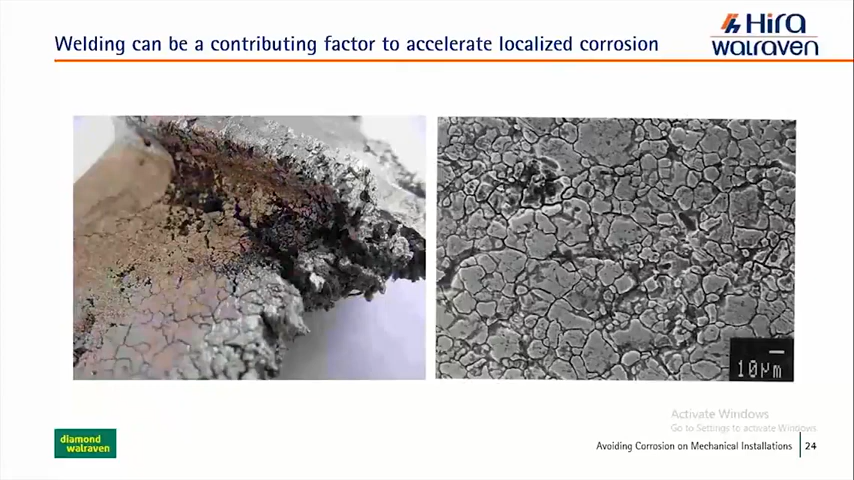 Welding can be a contributing factor to accelerate localized corrosion
Hira
walraven
10μm
Activate Windows
Go to Settings to activate Windows
diamond
walraven
Avoiding Corrosion on Mechanical Installations 24